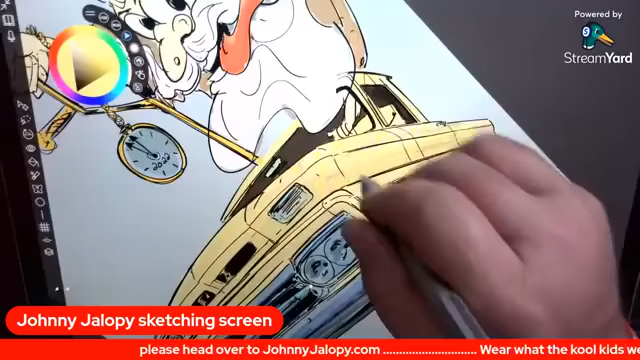 Powered by
StreamYard
2022
Johnny Jalopy sketching screen
please head over to JohnnyJalopy.com ..................... Wear what the kool kids we